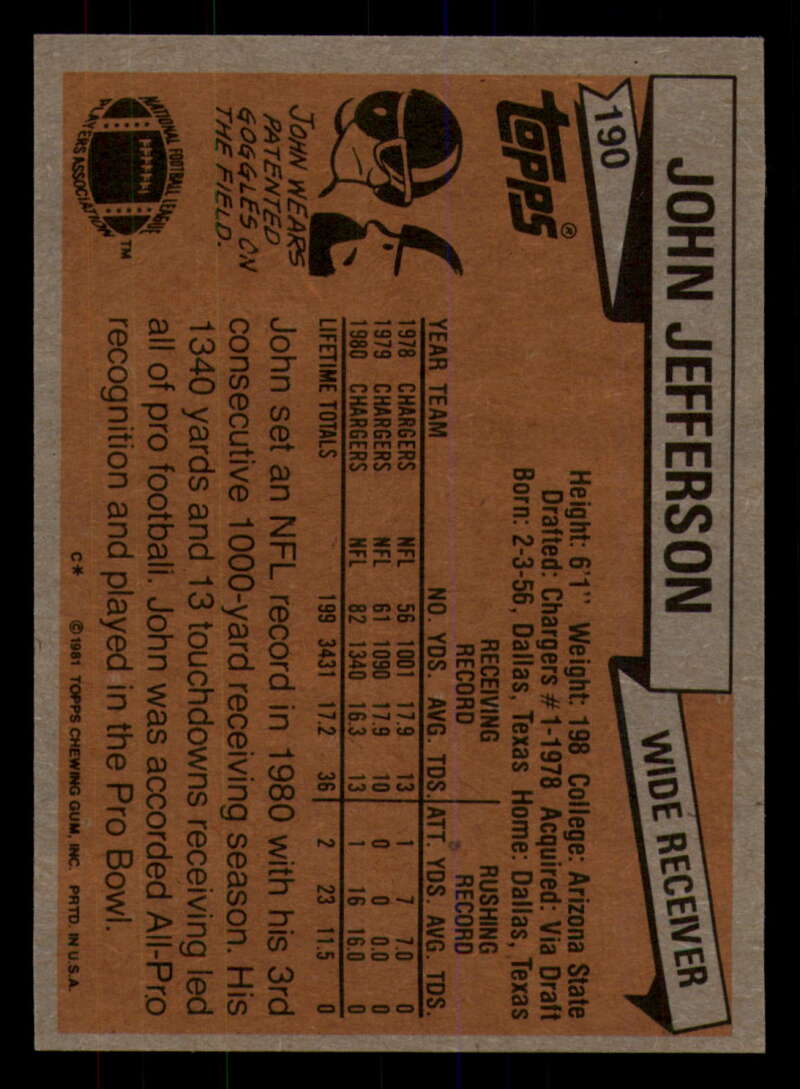 190
JOHN JEFFERSON
WIDE RECEIVER
topps®
Height: 6'1" Weight: 198 College: Arizona State
Drafted: Chargers #1-1978 Acquired: Via Draft
Born: 2-3-56, Dallas, Texas Home: Dallas, Texas
RECEIVING RECORD RUSHING RECORD
YEAR TEAM NO. YDS. AVG. TDS. ATT. YDS. AVG. TDS.
1978 CHARGERS NFL 56 1001 17.9 13 1 7 7.0 0
1979 CHARGERS NFL 61 1090 17.9 10 0 0 0.0 0
1980 CHARGERS NFL 82 1340 16.3 13 1 16 16.0 0
LIFETIME TOTALS 199 3431 17.2 36 2 23 11.5 0
JOHN WEARS
PATENTED
GOGGLES ON
THE FIELD.
NATIONAL FOOTBALL LEAGUE
PLAYERS ASSOCIATION
TM
John set an NFL record in 1980 with his 3rd
consecutive 1000-yard receiving season. His
1340 yards and 13 touchdowns receiving led
all of pro football. John was accorded All-Pro
recognition and played in the Pro Bowl.
C* ©1981 TOPPS CHEWING GUM, INC. PRTD. IN U.S.A.